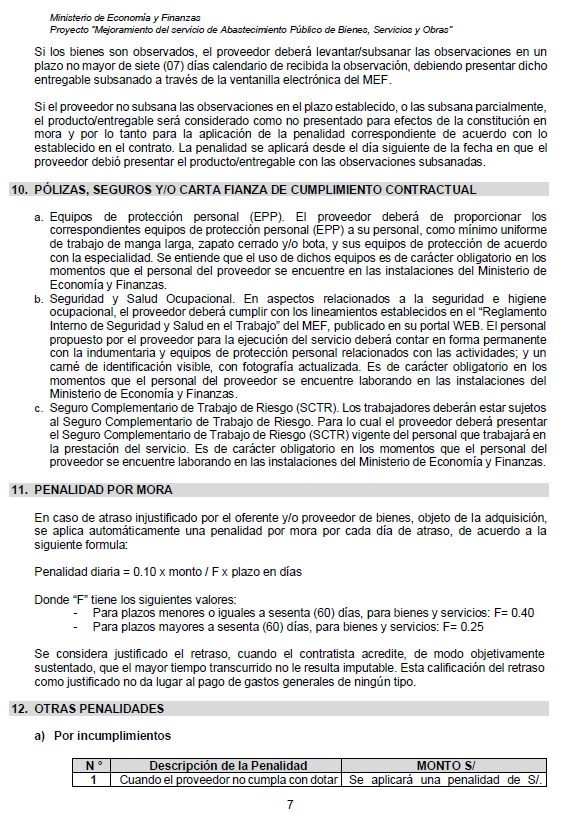 Ministerio de Economía y Finanzas
Proyecto "Mejoramiento del servicio de Abastecimiento Público de Bienes, Servicios y Obras"
Si los bienes son observados, el proveedor deberá levantar/subsanar las observaciones en un
plazo no mayor de siete (07) días calendario de recibida la observación, debiendo presentar dicho
entregable subsanado a través de la ventanilla electrónica del MEF.
Si el proveedor no subsana las observaciones en el plazo establecido, o las subsana parcialmente,
el producto/entregable será considerado como no presentado para efectos de la constitución en
mora y por lo tanto para la aplicación de la penalidad correspondiente de acuerdo con lo
establecido en el contrato. La penalidad se aplicará desde el día siguiente de la fecha en que el
proveedor debió presentar el producto/entregable con las observaciones subsanadas.
10. PÓLIZAS, SEGUROS Y/O CARTA FIANZA DE CUMPLIMIENTO CONTRACTUAL
a. Equipos de protección personal (EPP). El proveedor deberá de proporcionar los
correspondientes equipos de protección personal (EPP) a su personal, como mínimo uniforme
de trabajo de manga larga, zapato cerrado y/o bota, y sus equipos de protección de acuerdo
con la especialidad. Se entiende que el uso de dichos equipos es de carácter obligatorio en los
momentos que el personal del proveedor se encuentre en las instalaciones del Ministerio de
Economía y Finanzas.
b. Seguridad y Salud Ocupacional. En aspectos relacionados a la seguridad e higiene
ocupacional, el proveedor deberá cumplir con los lineamientos establecidos en el "Reglamento
Interno de Seguridad y Salud en el Trabajo" del MEF, publicado en su portal WEB. El personal
propuesto por el proveedor para la ejecución del servicio deberá contar en forma permanente
con la indumentaria y equipos de protección personal relacionados con las actividades; y un
carné de identificación visible, con fotografía actualizada. Es de carácter obligatorio en los
momentos que el personal del proveedor se encuentre laborando en las instalaciones del
Ministerio de Economía y Finanzas.
c. Seguro Complementario de Trabajo de Riesgo (SCTR). Los trabajadores deberán estar sujetos
al Seguro Complementario de Trabajo de Riesgo. Para lo cual el proveedor deberá presentar
el Seguro Complementario de Trabajo de Riesgo (SCTR) vigente del personal que trabajará en
la prestación del servicio. Es de carácter obligatorio en los momentos que el personal del
proveedor se encuentre laborando en las instalaciones del Ministerio de Economía y Finanzas.
11. PENALIDAD POR MORA
En caso de atraso injustificado por el oferente y/o proveedor de bienes, objeto de la adquisición,
se aplica automáticamente una penalidad por mora por cada día de atraso, de acuerdo a la
siguiente formula:
Penalidad diaria = 0.10 x monto / F x plazo en días
Donde "F" tiene los siguientes valores:
- Para plazos menores o iguales a sesenta (60) días, para bienes y servicios: F= 0.40
- Para plazos mayores a sesenta (60) días, para bienes y servicios: F= 0.25
Se considera justificado el retraso, cuando el contratista acredite, de modo objetivamente
sustentado, que el mayor tiempo transcurrido no le resulta imputable. Esta calificación del retraso
como justificado no da lugar al pago de gastos generales de ningún tipo.
12. OTRAS PENALIDADES
a) Por incumplimientos
N ° Descripción de la Penalidad MONTO S/
1 Cuando el proveedor no cumpla con dotar Se aplicará una penalidad de S/.
7